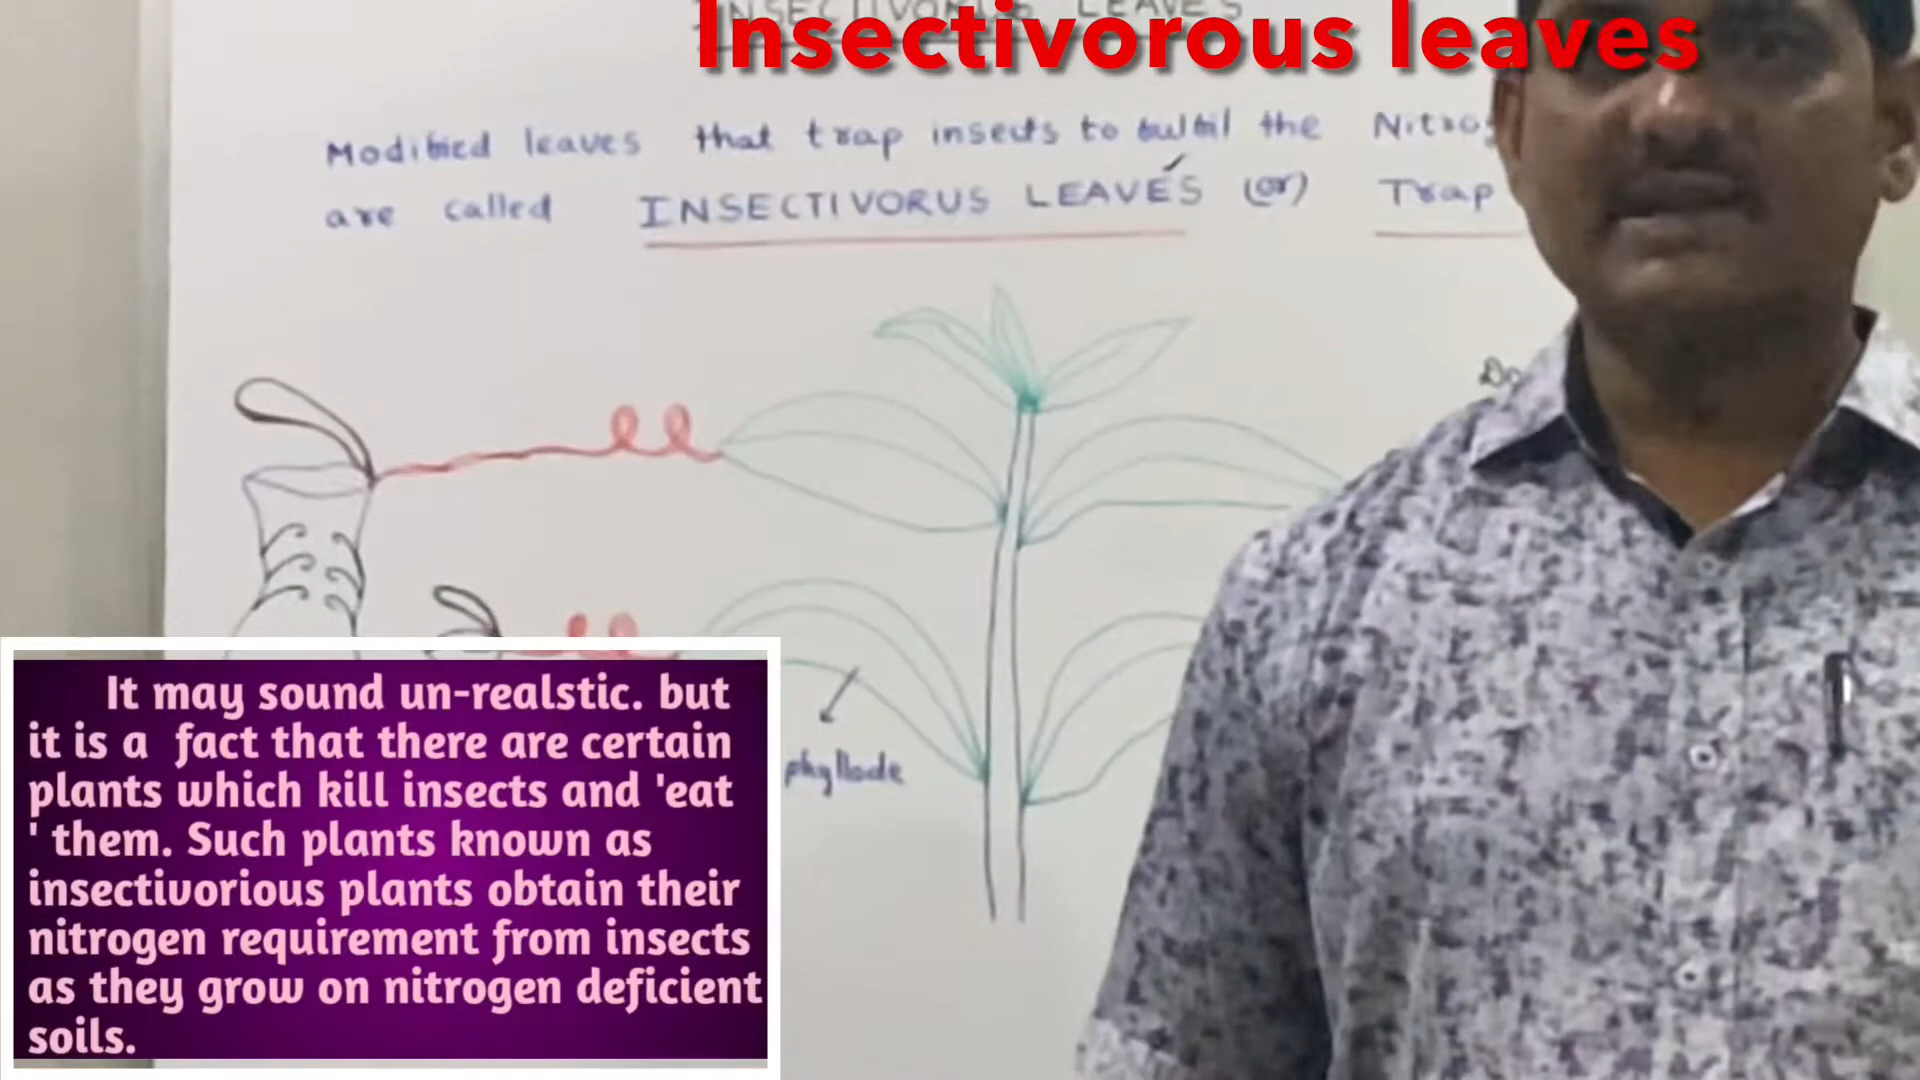 INSECTIVORUS LEAVES
Insectivorous leaves
Modified leaves that trap insects to fulfil the
are called INSECTIVORUS LEAVES (or) Trap
phyllode
It may sound un-realstic. but
it is a fact that there are certain
plants which kill insects and 'eat
' them. Such plants known as
insectivorious plants obtain their
nitrogen requirement from insects
as they grow on nitrogen deficient
soils.